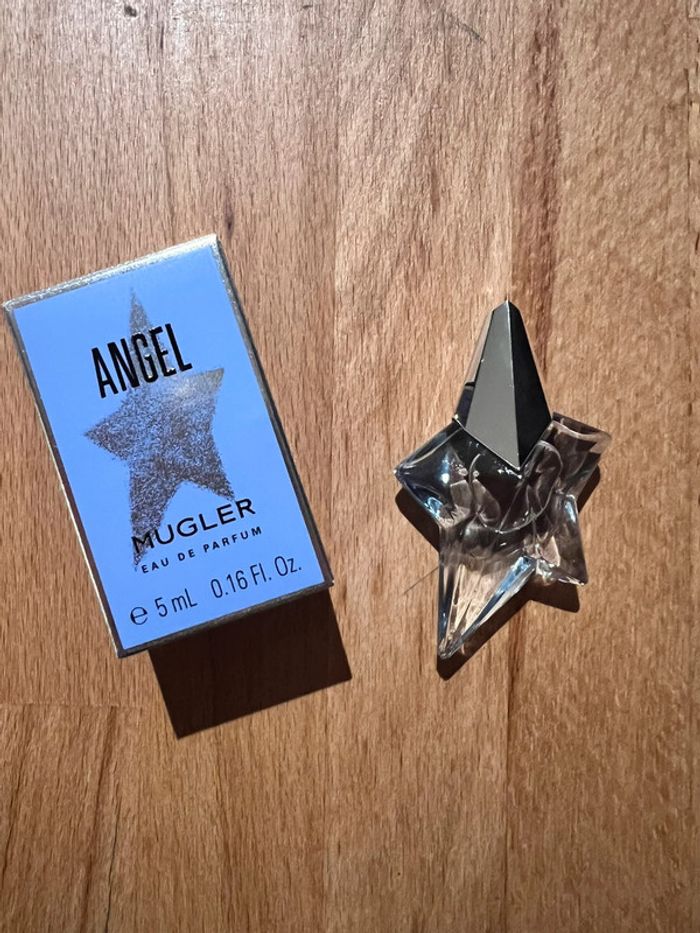 ANGEL
MUGLER
EAU DE PARFUM
℮ 5 mL 0.16 Fl. Oz.